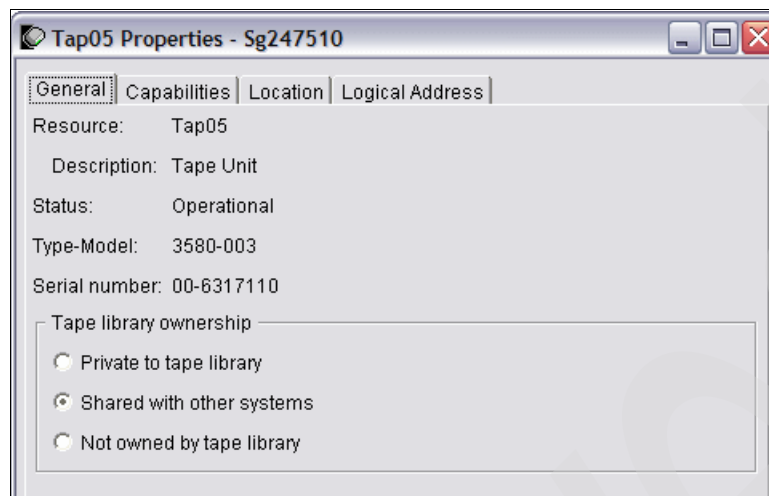 Tap05 Properties - Sg247510
General Capabilities Location Logical Address
Resource: Tap05
Description: Tape Unit
Status: Operational
Type-Model: 3580-003
Serial number: 00-6317110
Tape library ownership
Private to tape library
Shared with other systems
Not owned by tape library